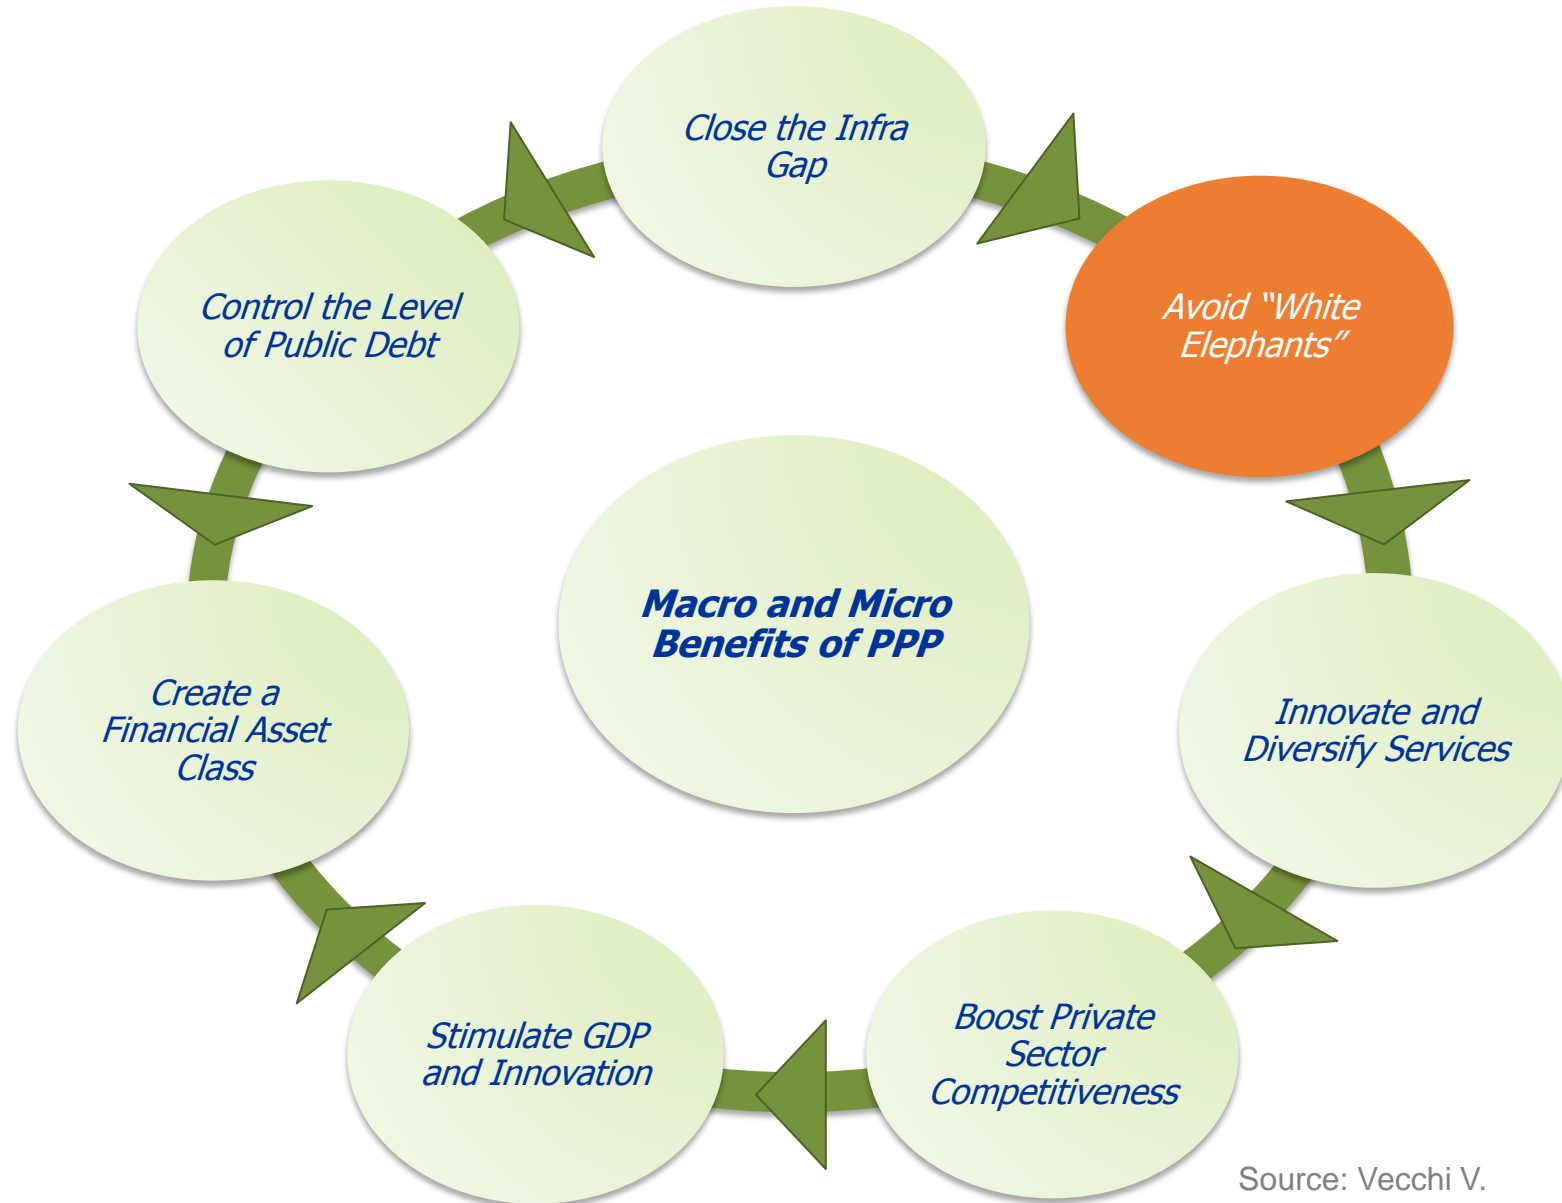 Close the Infra
Gap
Avoid “White
Elephants”
Control the Level
of Public Debt
Macro and Micro
Benefits of PPP
Create a
Financial Asset
Class
Innovate and
Diversify Services
Boost Private
Sector
Competitiveness
Stimulate GDP
and Innovation
Source: Vecchi V.